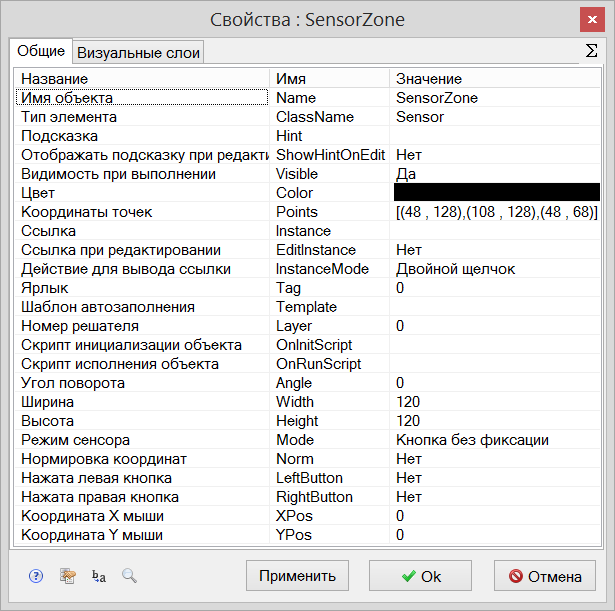 Свойства : SensorZone
Общие Визуальные слои Σ
Название Имя Значение
Имя объекта Name SensorZone
Тип элемента ClassName Sensor
Подсказка Hint
Отображать подсказку при редакти ShowHintOnEdit Нет
Видимость при выполнении Visible Да
Цвет Color
Координаты точек Points [(48 , 128),(108 , 128),(48 , 68)]
Ссылка Instance
Ссылка при редактировании EditInstance Нет
Действие для вывода ссылки InstanceMode Двойной щелчок
Ярлык Tag 0
Шаблон автозаполнения Template
Номер решателя Layer 0
Скрипт инициализации объекта OnInitScript
Скрипт исполнения объекта OnRunScript
Угол поворота Angle 0
Ширина Width 120
Высота Height 120
Режим сенсора Mode Кнопка без фиксации
Нормировка координат Norm Нет
Нажата левая кнопка LeftButton Нет
Нажата правая кнопка RightButton Нет
Координата X мыши XPos 0
Координата Y мыши YPos 0
? ba Применить Ok Отмена